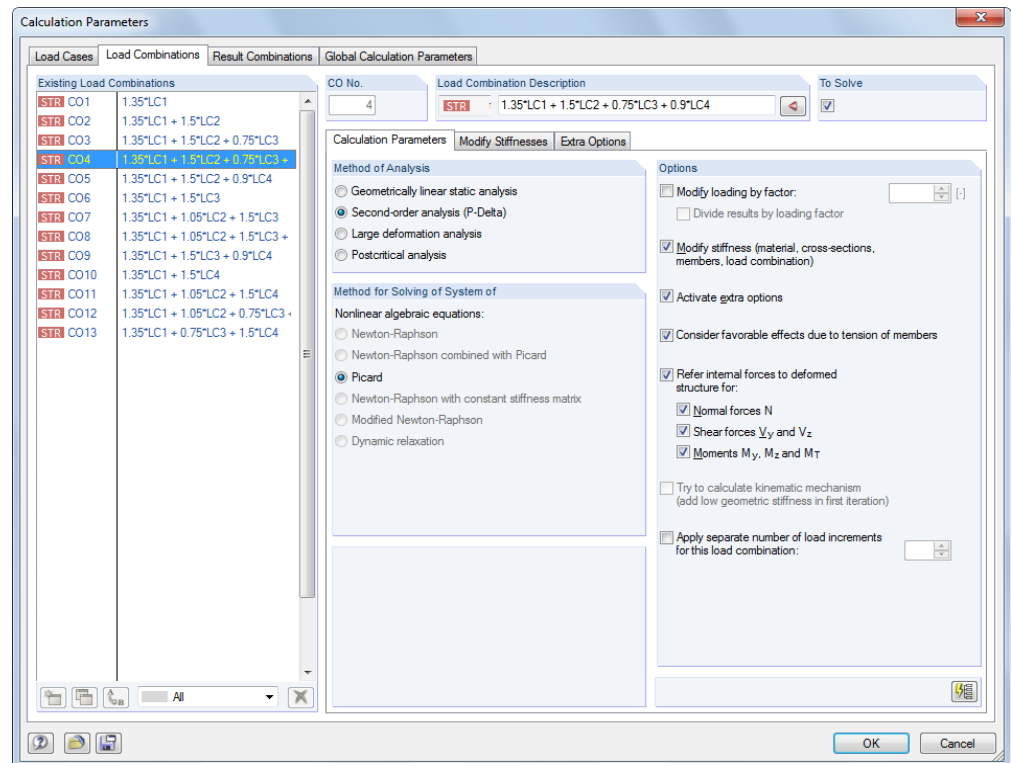 Calculation Parameters
Load Cases
Load Combinations
Result Combinations
Global Calculation Parameters
Existing Load Combinations
STR CO1 1.35*LC1
STR CO2 1.35*LC1 + 1.5*LC2
STR CO3 1.35*LC1 + 1.5*LC2 + 0.75*LC3
STR CO4 1.35*LC1 + 1.5*LC2 + 0.75*LC3 +
STR CO5 1.35*LC1 + 1.5*LC2 + 0.9*LC4
STR CO6 1.35*LC1 + 1.5*LC3
STR CO7 1.35*LC1 + 1.05*LC2 + 1.5*LC3
STR CO8 1.35*LC1 + 1.05*LC2 + 1.5*LC3 +
STR CO9 1.35*LC1 + 1.5*LC3 + 0.9*LC4
STR CO10 1.35*LC1 + 1.5*LC4
STR CO11 1.35*LC1 + 1.05*LC2 + 1.5*LC4
STR CO12 1.35*LC1 + 1.05*LC2 + 0.75*LC3 +
STR CO13 1.35*LC1 + 0.75*LC3 + 1.5*LC4
All
CO No.
4
Load Combination Description
STR 1.35*LC1 + 1.5*LC2 + 0.75*LC3 + 0.9*LC4
To Solve
Calculation Parameters
Modify Stiffnesses
Extra Options
Method of Analysis
Geometrically linear static analysis
Second-order analysis (P-Delta)
Large deformation analysis
Postcritical analysis
Method for Solving of System of
Nonlinear algebraic equations:
Newton-Raphson
Newton-Raphson combined with Picard
Picard
Newton-Raphson with constant stiffness matrix
Modified Newton-Raphson
Dynamic relaxation
Options
Modify loading by factor: [-]
Divide results by loading factor
Modify stiffness (material, cross-sections,
members, load combination)
Activate extra options
Consider favorable effects due to tension of members
Refer internal forces to deformed
structure for:
Normal forces N
Shear forces Vy and Vz
Moments My, Mz and MT
Try to calculate kinematic mechanism
(add low geometric stiffness in first iteration)
Apply separate number of load increments
for this load combination:
OK
Cancel